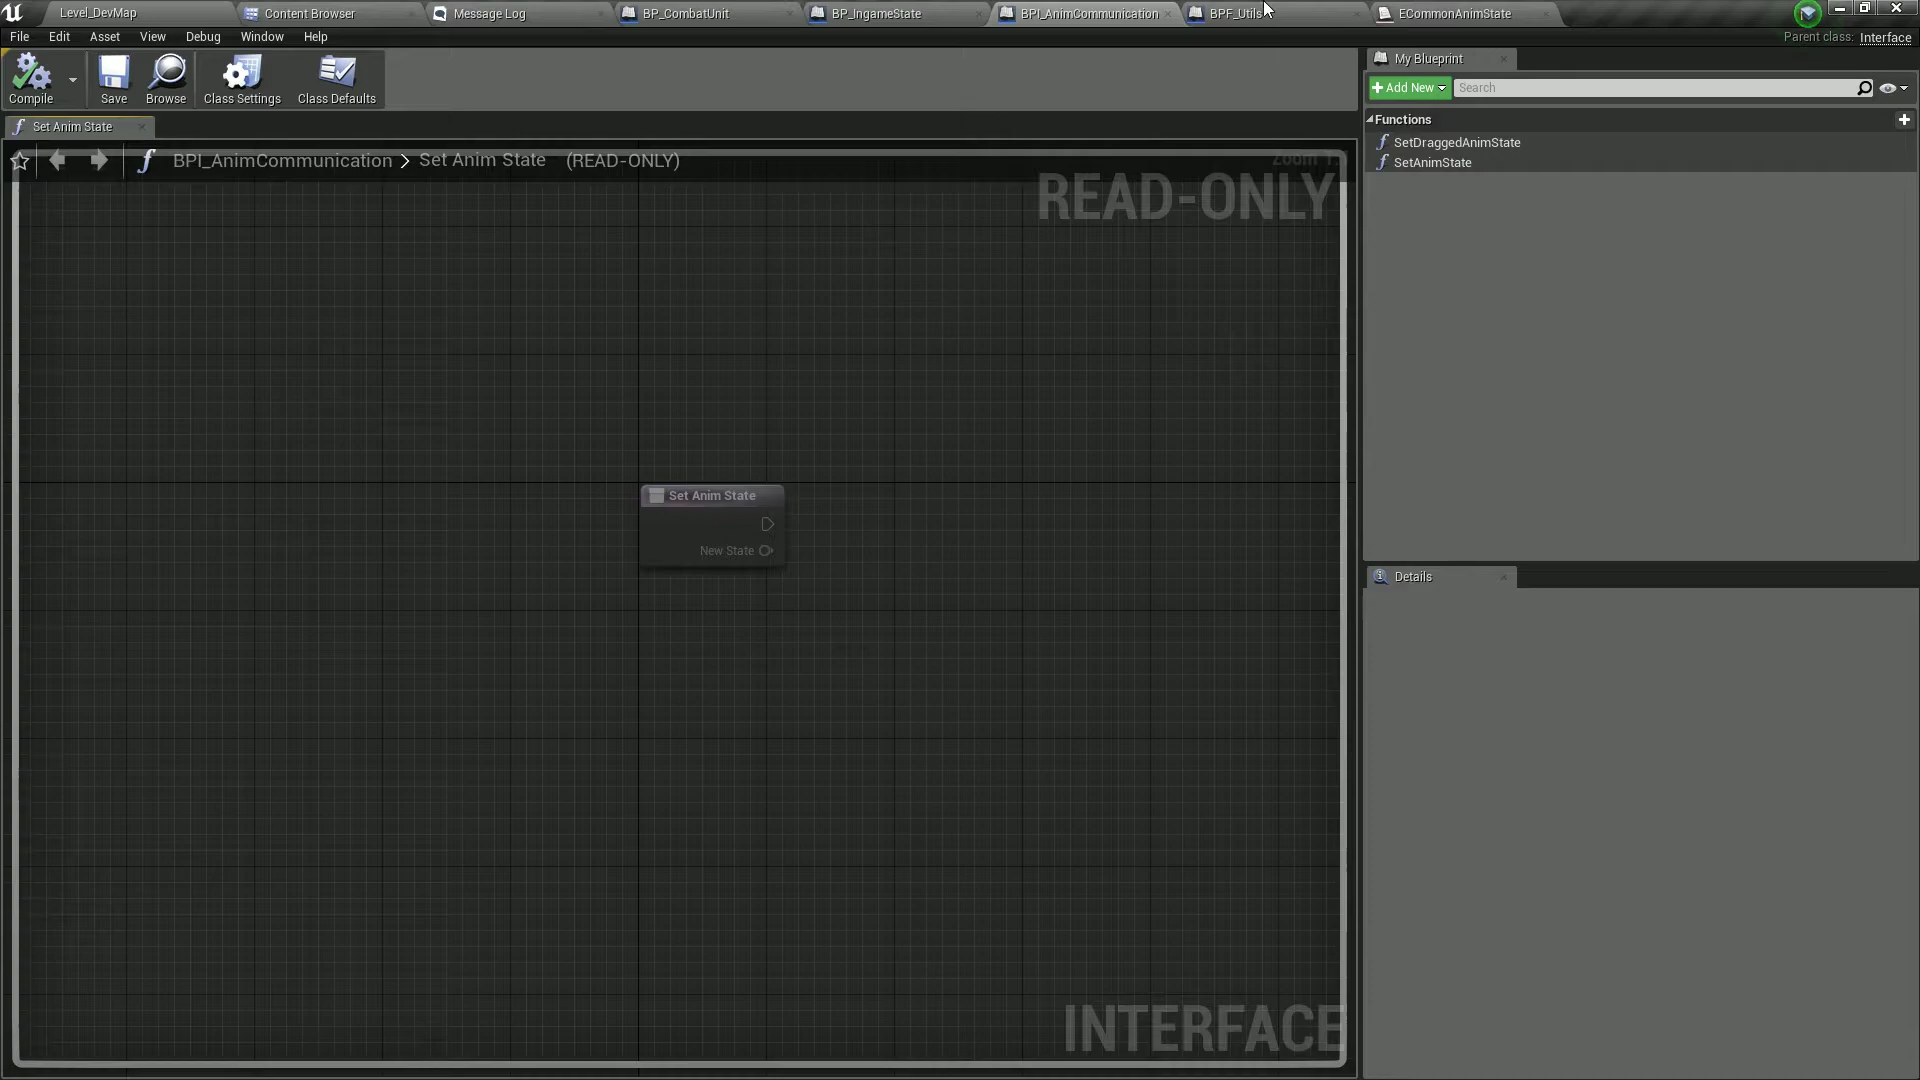 Level_DevMap
Content Browser
Message Log
BP_CombatUnit
BP_IngameState
BPI_AnimCommunication
BPF_Utils
ECommonAnimState
File Edit Asset View Debug Window Help
Parent class: Interface
Compile
Save
Browse
Class Settings
Class Defaults
My Blueprint
Add New
Search
Set Anim State
Functions
BPI_AnimCommunication > Set Anim State (READ-ONLY)
SetDraggedAnimState
SetAnimState
READ-ONLY
Set Anim State
New State
Details
INTERFACE